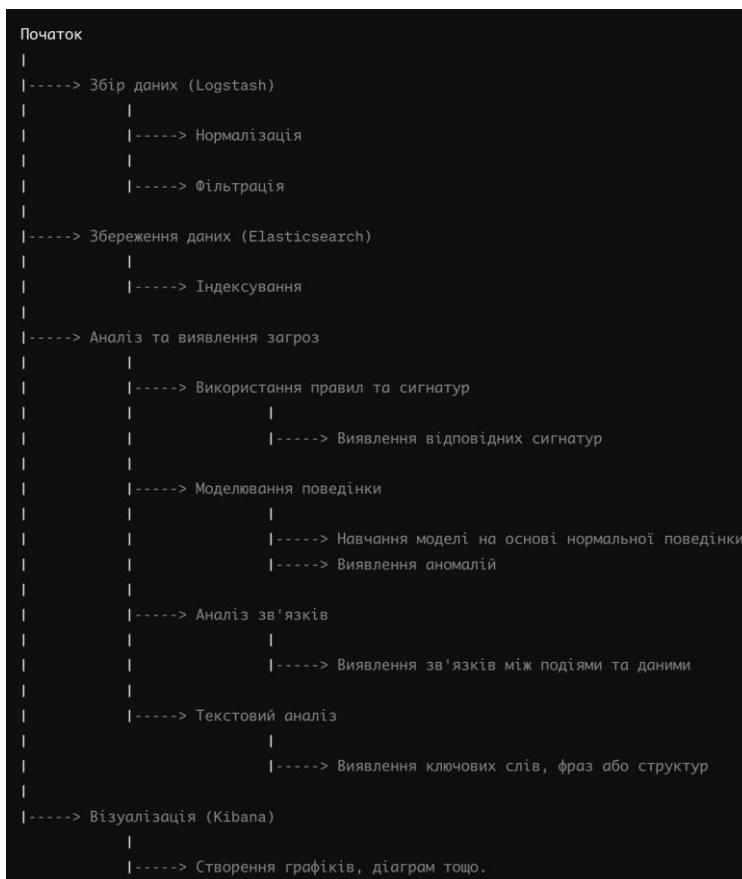 Початок
|
|-----> Збір даних (Logstash)
|          |
|          |-----> Нормалізація
|          |
|          |-----> Фільтрація
|
|-----> Збереження даних (Elasticsearch)
|          |
|          |-----> Індексування
|
|-----> Аналіз та виявлення загроз
|          |
|          |-----> Використання правил та сигнатур
|          |             |
|          |             |-----> Виявлення відповідних сигнатур
|          |
|          |-----> Моделювання поведінки
|          |             |
|          |             |-----> Навчання моделі на основі нормальної поведінки
|          |             |-----> Виявлення аномалій
|          |
|          |-----> Аналіз зв'язків
|          |             |
|          |             |-----> Виявлення зв'язків між подіями та даними
|          |
|          |-----> Текстовий аналіз
|                        |
|                        |-----> Виявлення ключових слів, фраз або структур
|
|-----> Візуалізація (Kibana)
           |
           |-----> Створення графіків, діаграм тощо.